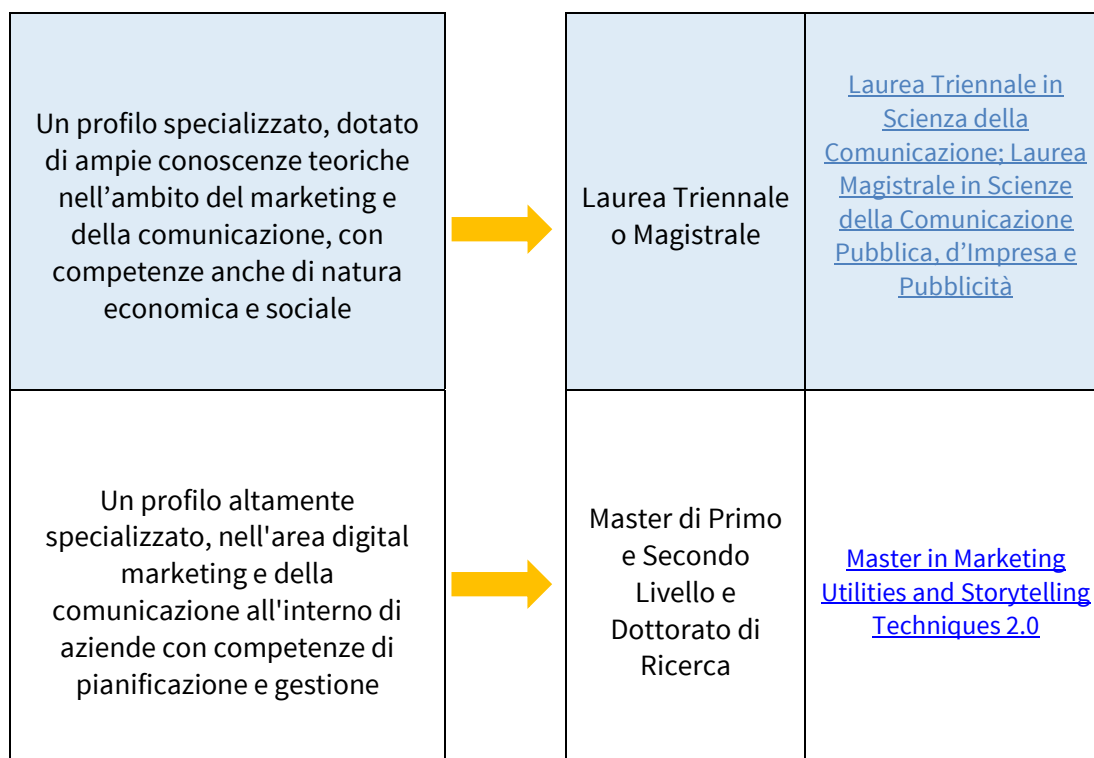 Un profilo specializzato, dotato
di ampie conoscenze teoriche
nell’ambito del marketing e
della comunicazione, con
competenze anche di natura
economica e sociale
Laurea Triennale
o Magistrale
Laurea Triennale in
Scienza della
Comunicazione; Laurea
Magistrale in Scienze
della Comunicazione
Pubblica, d’Impresa e
Pubblicità
Un profilo altamente
specializzato, nell'area digital
marketing e della
comunicazione all'interno di
aziende con competenze di
pianificazione e gestione
Master di Primo
e Secondo
Livello e
Dottorato di
Ricerca
Master in Marketing
Utilities and Storytelling
Techniques 2.0